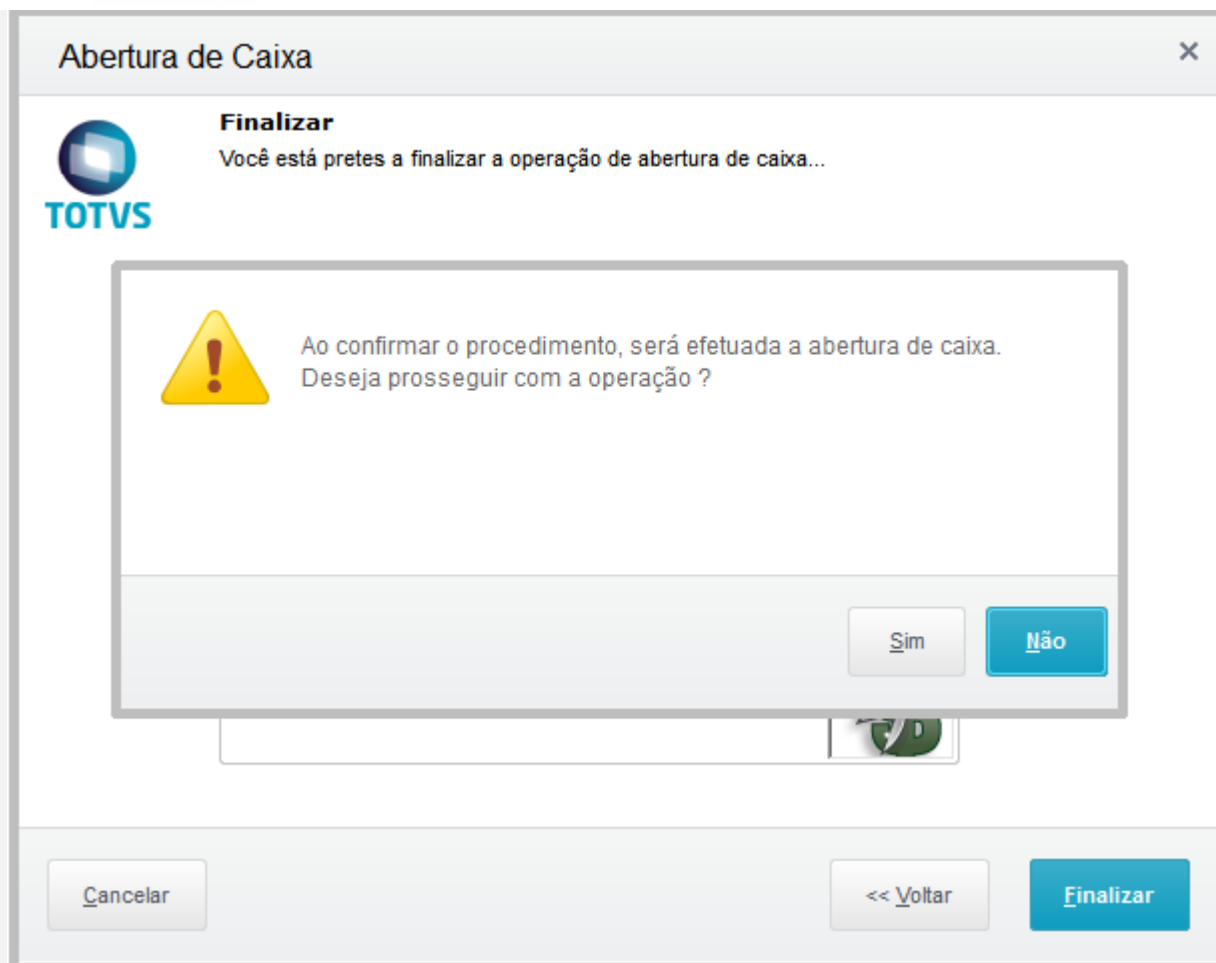 Abertura de Caixa
×
Finalizar
Você está pretes a finalizar a operação de abertura de caixa...
TOTVS
Ao confirmar o procedimento, será efetuada a abertura de caixa.
Deseja prosseguir com a operação ?
Sim
Não
Cancelar
<< Voltar
Finalizar